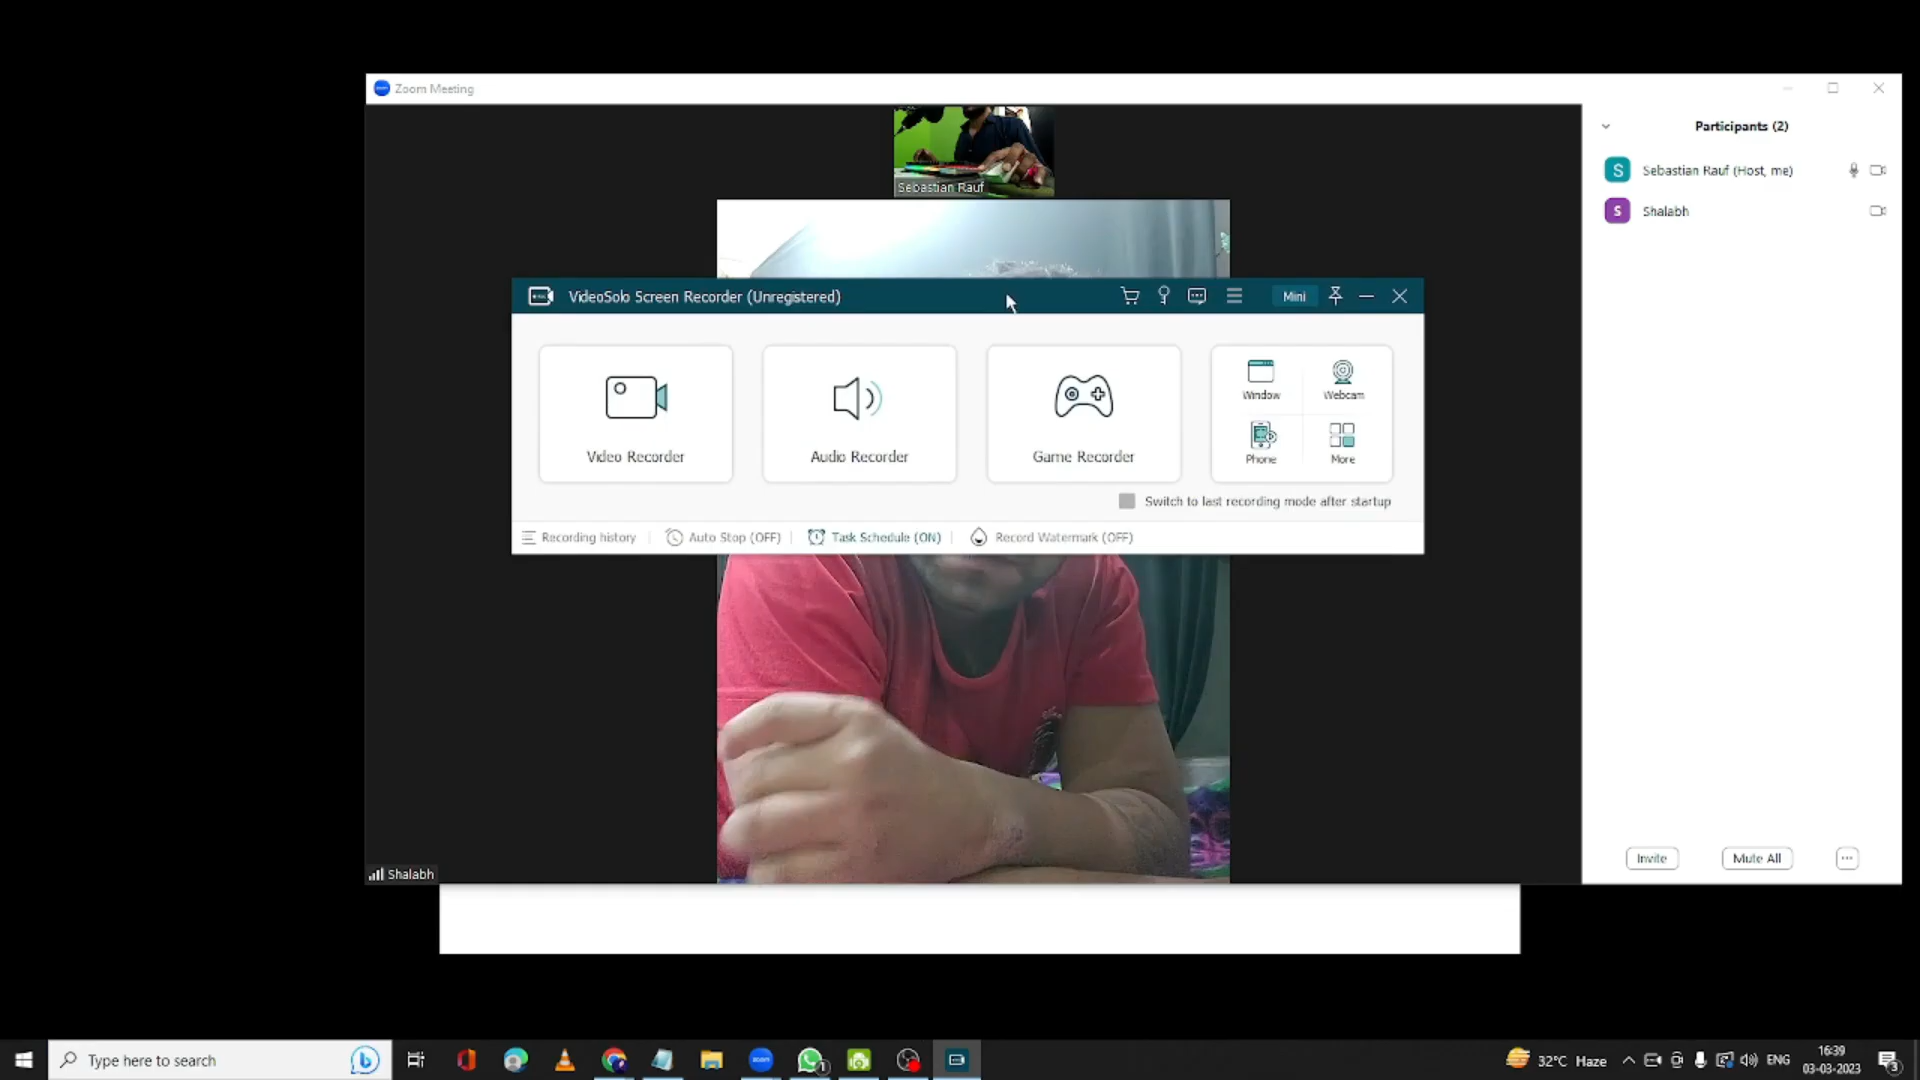 Zoom Meeting
Participants (2)
S Sebastian Rauf (Host, me)
S Shalabh
Sebastian Rauf
VideoSolo Screen Recorder (Unregistered)
Mini
Video Recorder
Audio Recorder
Game Recorder
Window
Webcam
Phone
More
Switch to last recording mode after startup
Recording history
Auto Stop (OFF)
Task Schedule (ON)
Record Watermark (OFF)
Shalabh
Invite
Mute All
Type here to search
1
32°C Haze
ENG
16:39
03-03-2023
3